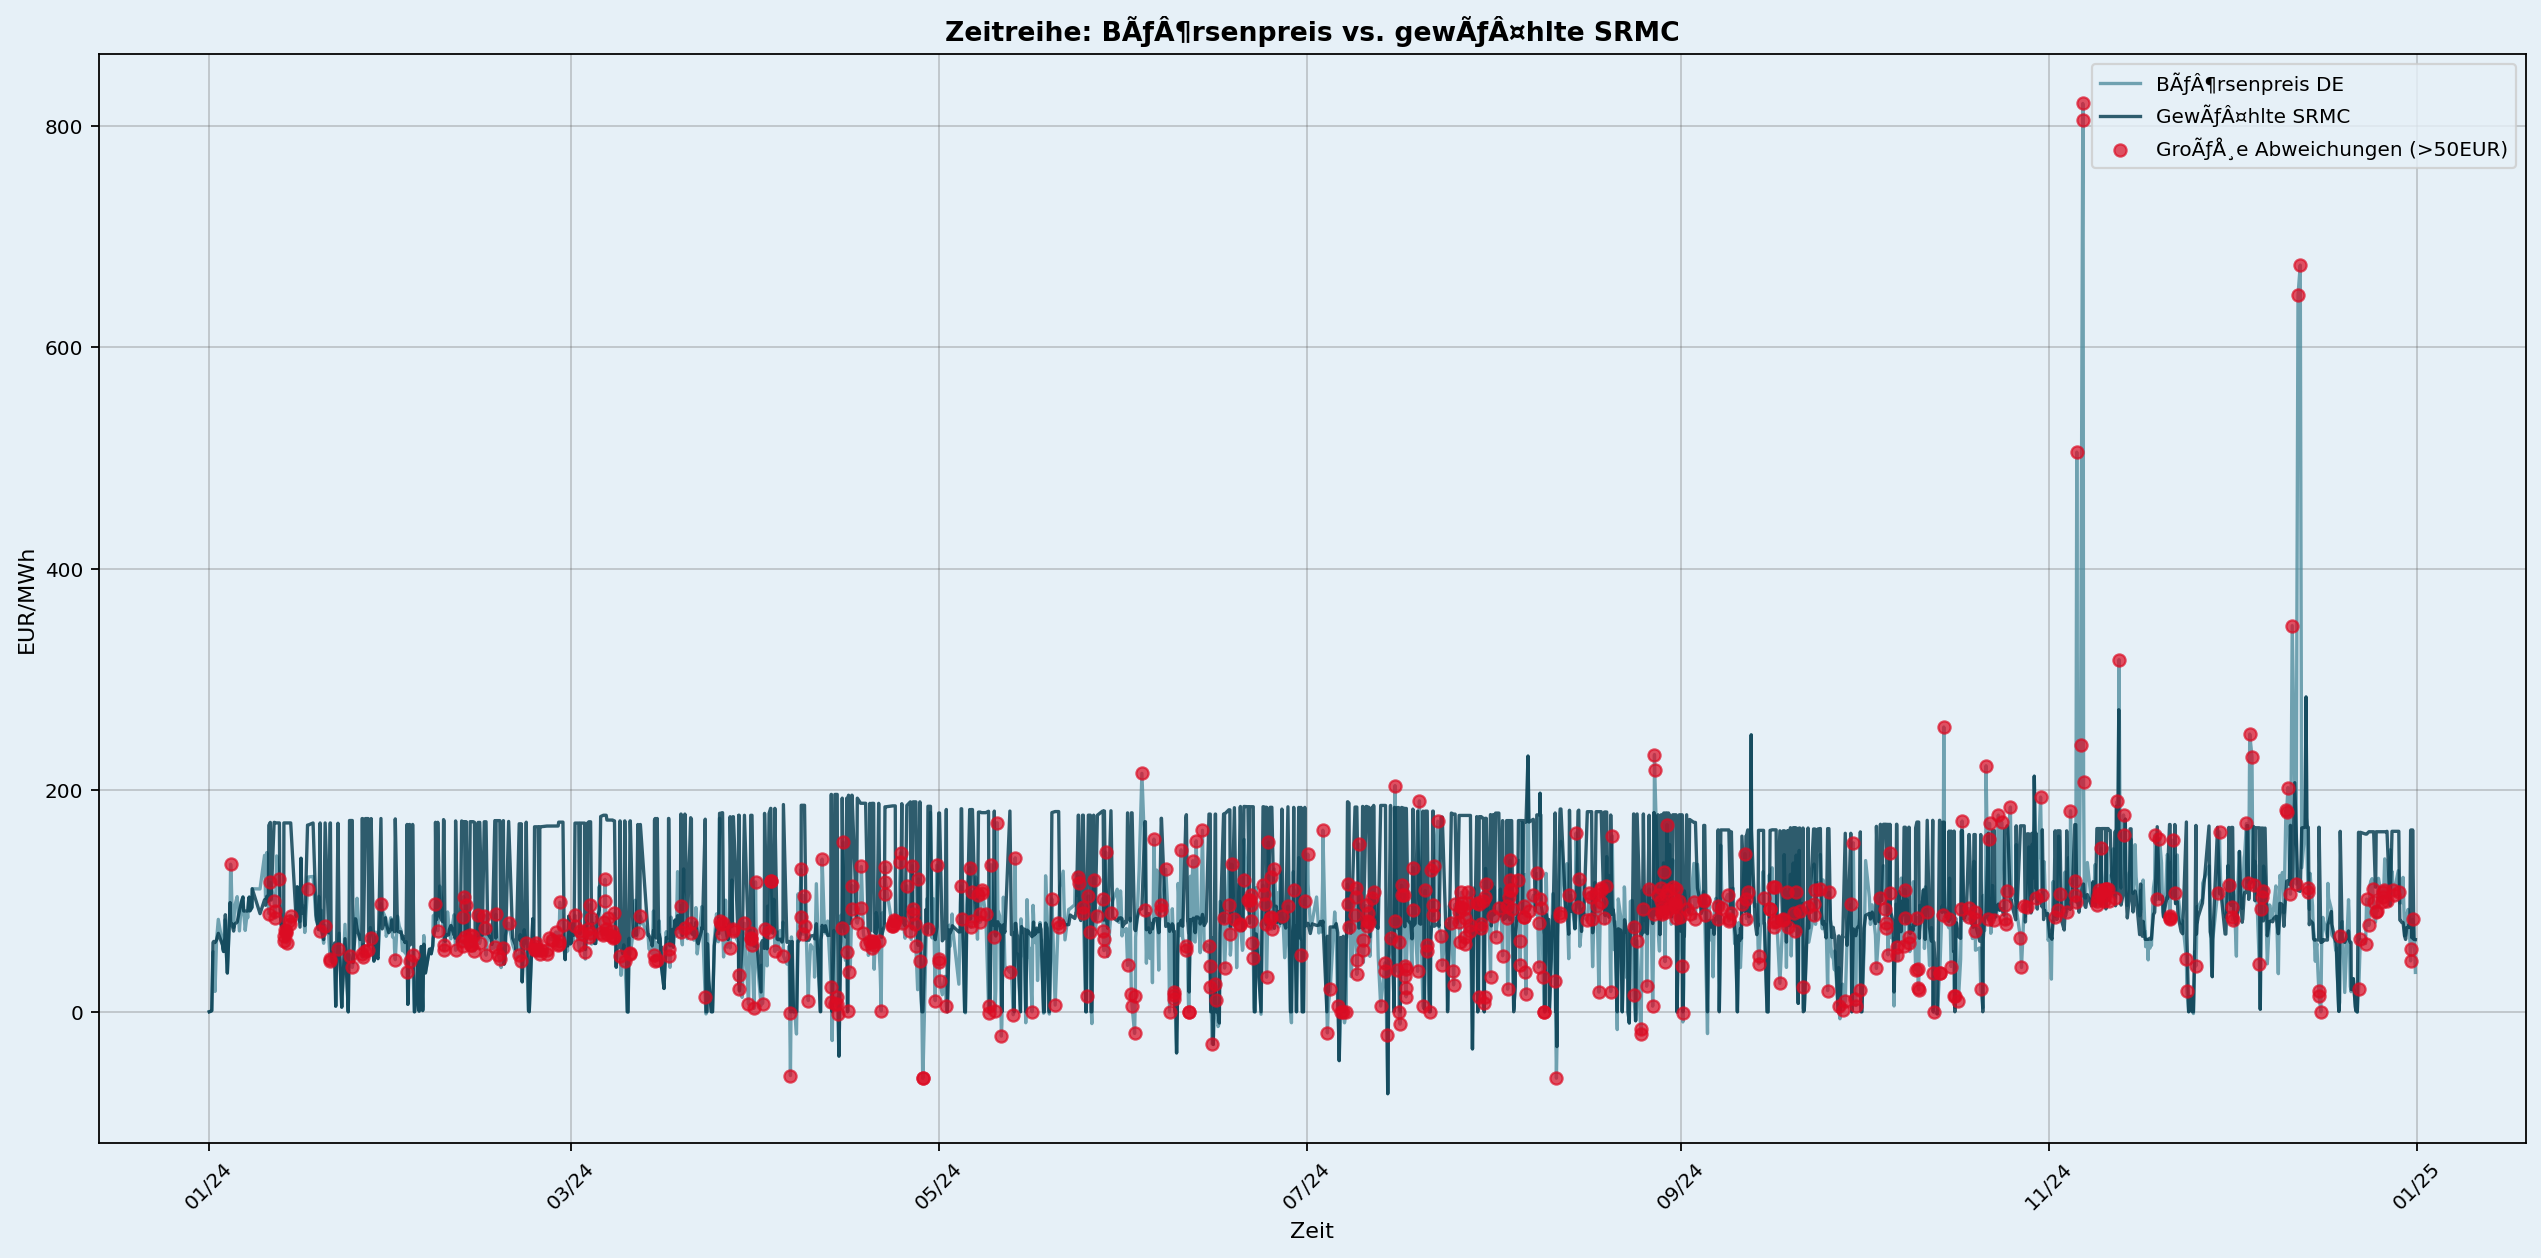 Zeitreihe: BÃƒÂ¶rsenpreis vs. gewÃƒÂ¤hlte SRMC
BÃƒÂ¶rsenpreis DE
GewÃƒÂ¤hlte SRMC
GroÃƒÅ¸e Abweichungen (>50EUR)
EUR/MWh
800
600
400
200
0
01/24
03/24
05/24
07/24
09/24
11/24
01/25
Zeit